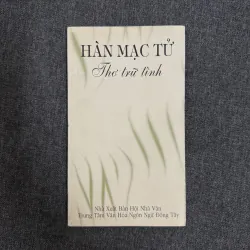 HÀN MẠC TỬ
Thơ trữ tình
Nhà Xuất Bản Hội Nhà Văn
Trung Tâm Văn Hóa Ngôn Ngữ Đông Tây